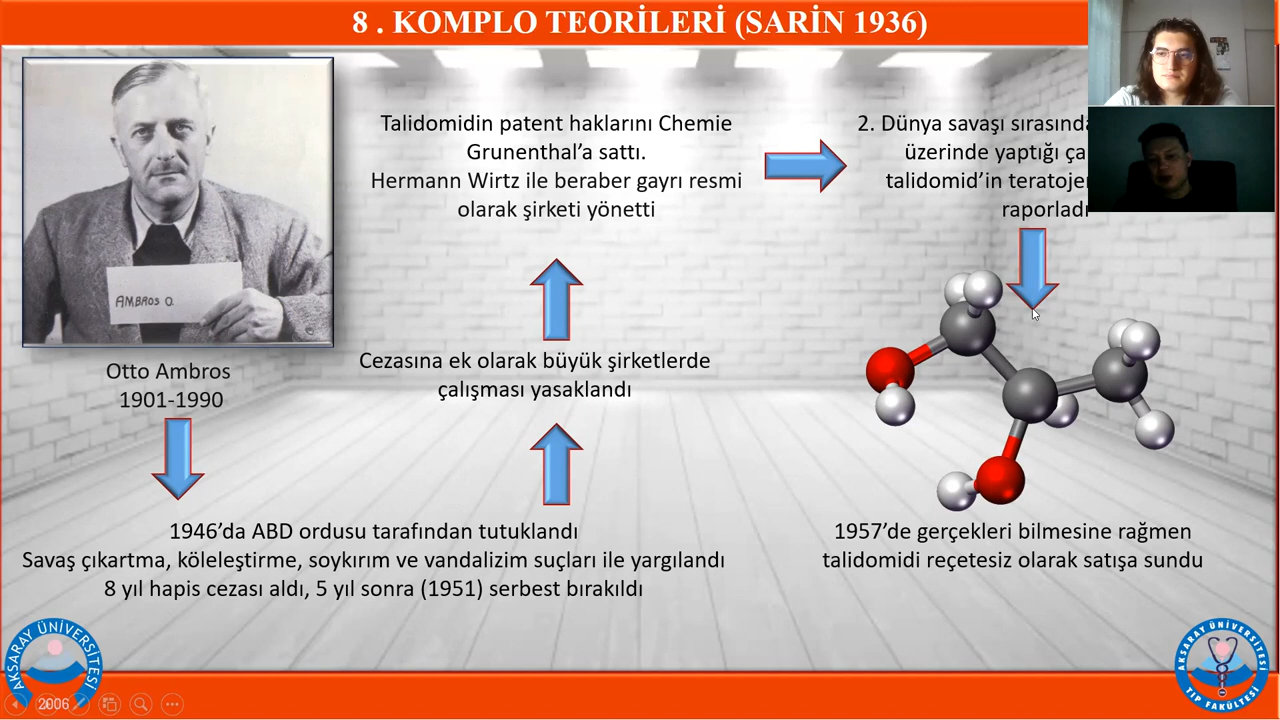 8 . KOMPLO TEORİLERİ (SARİN 1936)
AMBROS O.
Otto Ambros
1901-1990
1946’da ABD ordusu tarafından tutuklandı
Savaş çıkartma, köleleştirme, soykırım ve vandalizim suçları ile yargılandı
8 yıl hapis cezası aldı, 5 yıl sonra (1951) serbest bırakıldı
Cezasına ek olarak büyük şirketlerde
çalışması yasaklandı
Talidomidin patent haklarını Chemie
Grunenthal’a sattı.
Hermann Wirtz ile beraber gayrı resmi
olarak şirketi yönetti
2. Dünya savaşı
üzerinde yaptığı
talidomid’in
raporladı
1957’de gerçekleri bilmesine rağmen
talidomidi reçetesiz olarak satışa sundu
AKSARAY ÜNİVERSİTESİ
2006
AKSARAY ÜNİVERSİTESİ
TIP FAKÜLTESİ